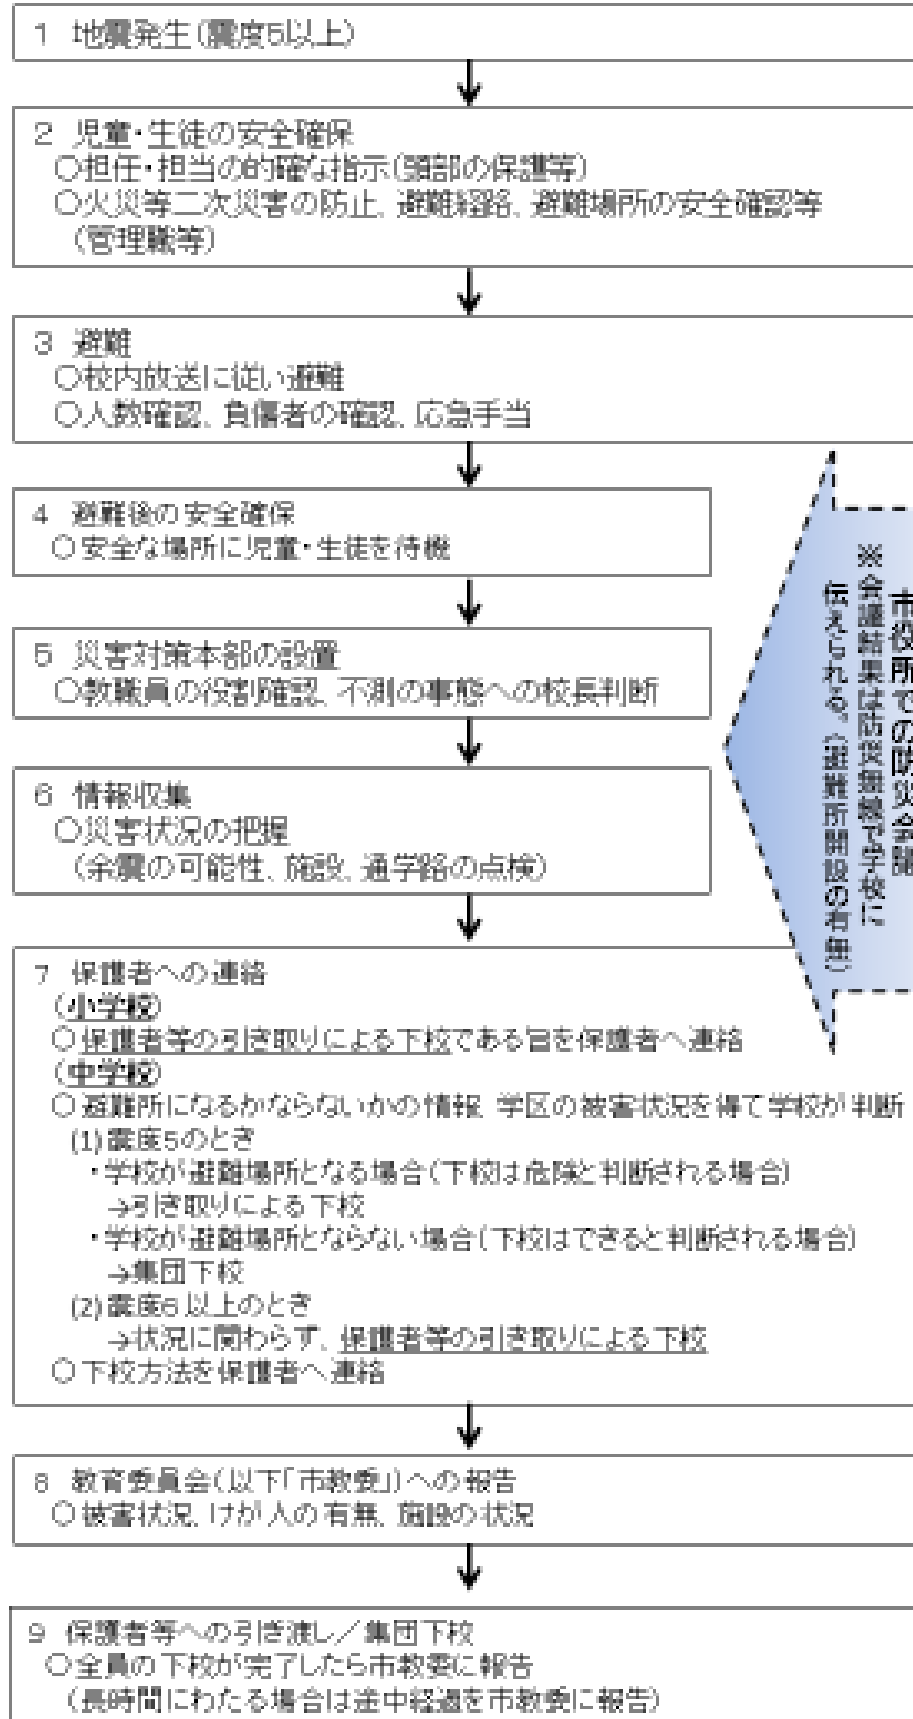 1 地震発生(震度5以上)
2 児童・生徒の安全確保
○担任・担当の的確な指示(頭部の保護等)
○火災等二次災害の防止、避難経路、避難場所の安全確認等
(管理職等)
3 避難
○校内放送に従い避難
○人数確認、負傷者の確認、応急手当
4 避難後の安全確保
○安全な場所に児童・生徒を待機
5 災害対策本部の設置
○教職員の役割確認、不測の事態への校長判断
6 情報収集
○災害状況の把握
(余震の可能性、施設、通学路の点検)
市役所での防災会議
※会議結果は防災無線で学校に
伝えられる。(避難所開設の有無)
7 保護者への連絡
(小学校)
○保護者等の引き取りによる下校である旨を保護者へ連絡
(中学校)
○避難所になるかならないかの情報、学区の被害状況を得て学校が判断
(1)震度5のとき
・学校が避難場所となる場合(下校は危険と判断される場合)
→引き取りによる下校
・学校が避難場所とならない場合(下校はできると判断される場合)
→集団下校
(2)震度6以上のとき
→状況に関わらず、保護者等の引き取りによる下校
○下校方法を保護者へ連絡
8 教育委員会(以下「市教委」)への報告
○被害状況、けが人の有無、施設の状況
9 保護者等への引き渡し/集団下校
○全員の下校が完了したら市教委に報告
(長時間にわたる場合は途中経過を市教委に報告)